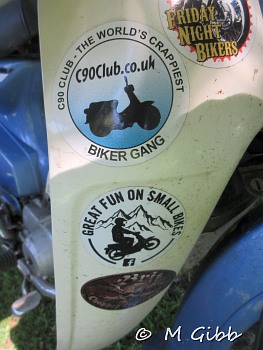 FRIDAY
NIGHT
BIKERS
C90 CLUB - THE WORLD'S CRAPPIEST
C90Club.co.uk
BIKER GANG
GREAT FUN ON SMALL BIKES
© M Gibb